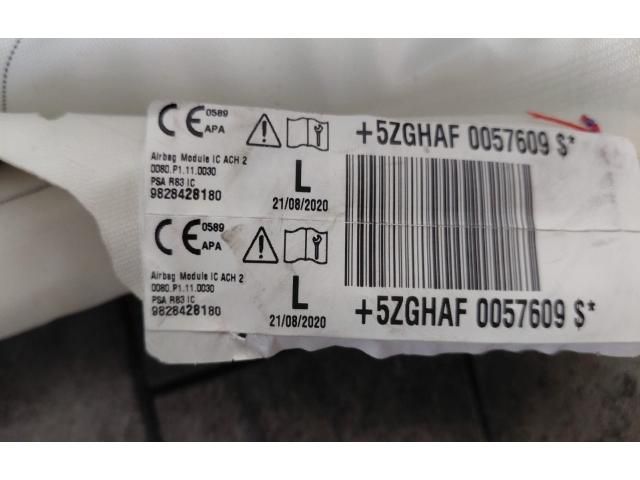 CE 0589
APA
Airbag Module IC ACH 2
0080.P1.11.0030
PSA R83 IC
9828428180
L
21/08/2020
+5ZGHAF 0057609 S*
CE 0589
APA
Airbag Module IC ACH 2
0080.P1.11.0030
PSA R83 IC
9828428180
L
21/08/2020
+5ZGHAF 0057609 S*